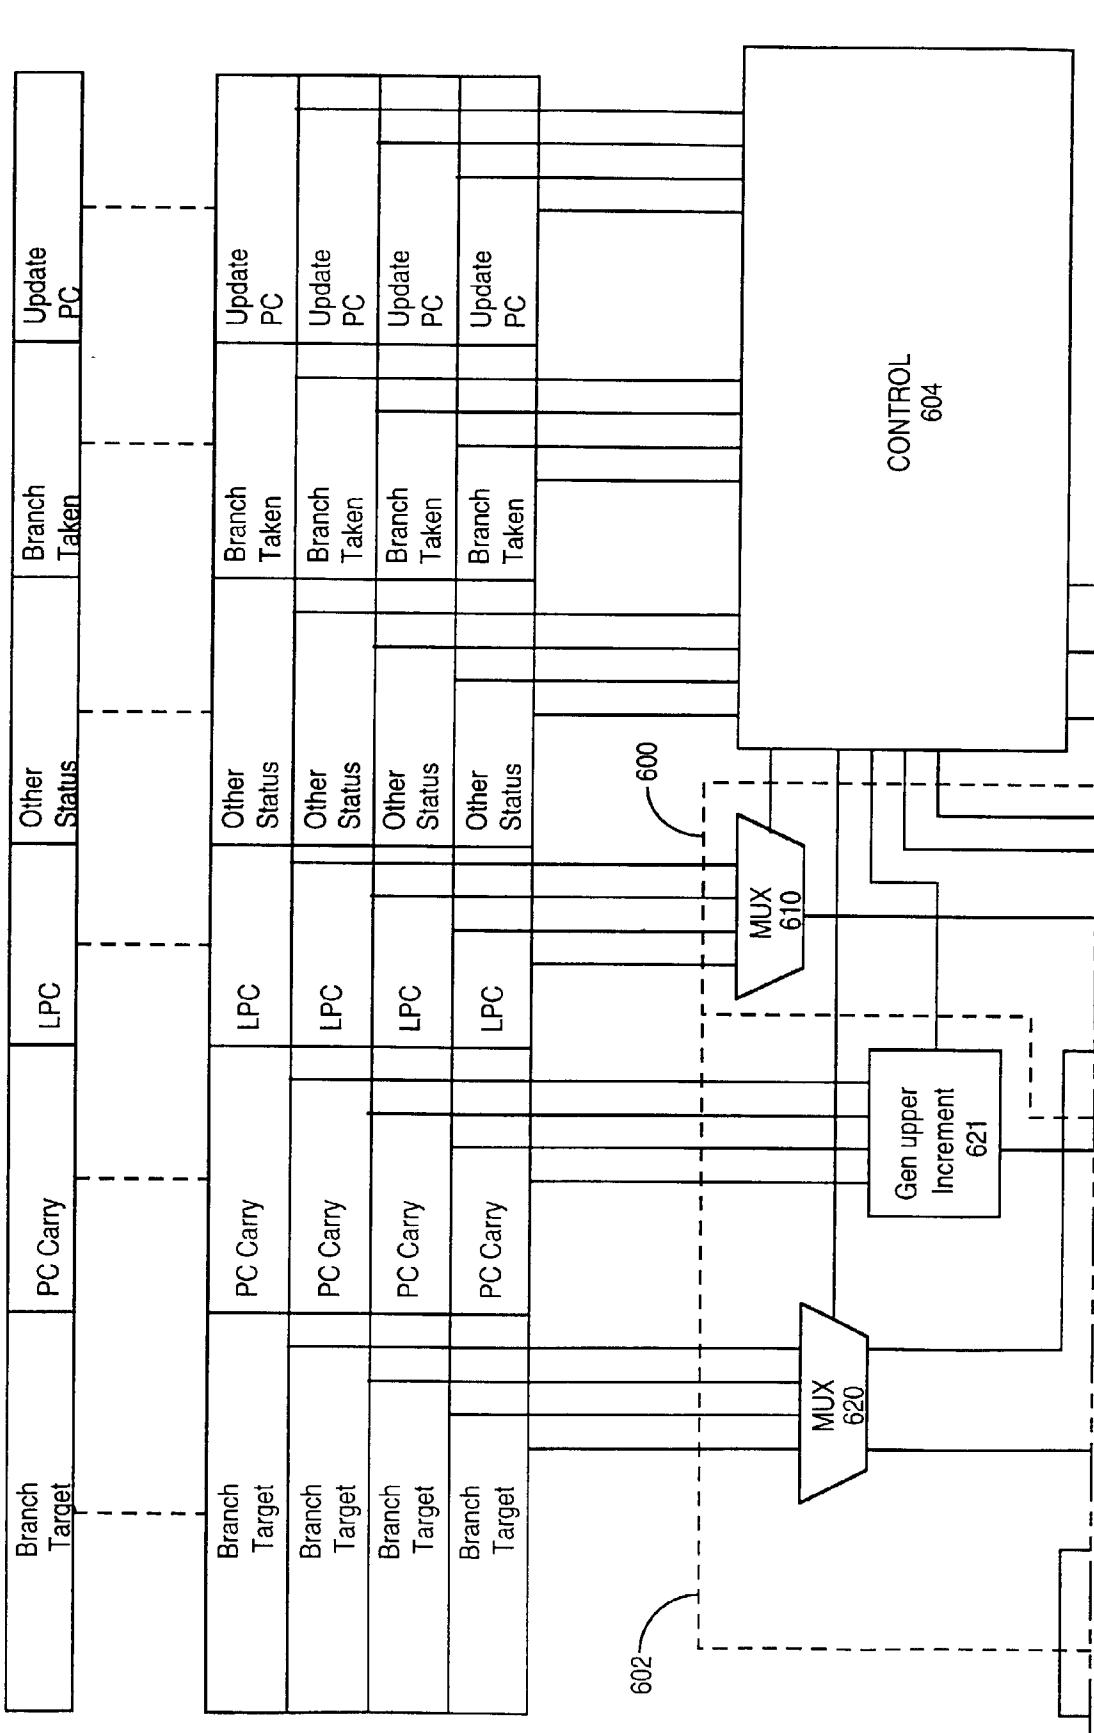 Branch
Target
PC Carry
LPC
Other
Status
Branch
Taken
Update
PC
Branch
Target
PC Carry
LPC
Other
Status
Branch
Taken
Update
PC
Branch
Target
PC Carry
LPC
Other
Status
Branch
Taken
Update
PC
Branch
Target
PC Carry
LPC
Other
Status
Branch
Taken
Update
PC
Branch
Target
PC Carry
LPC
Other
Status
Branch
Taken
Update
PC
602
600
MUX
610
CONTROL
604
MUX
620
Gen upper
Increment
621